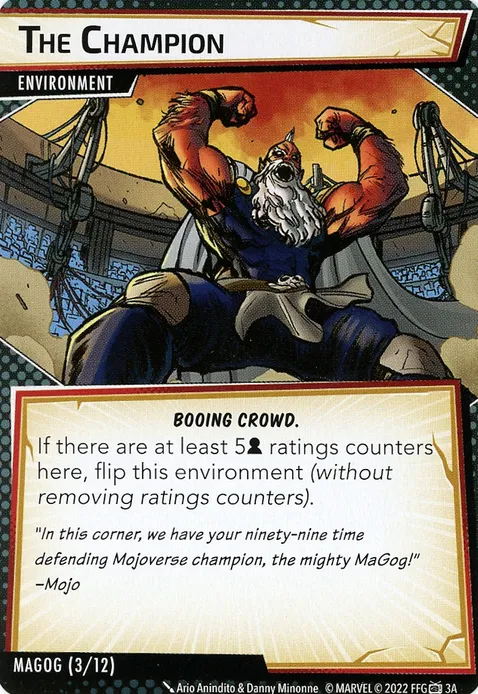 THE CHAMPION
ENVIRONMENT
BOOING CROWD.
If there are at least 5 ratings counters
here, flip this environment (without
removing ratings counters).
"In this corner, we have your ninety-nine time
defending Mojoverse champion, the mighty MaGog!"
–Mojo
MAGOG (3/12)
Ario Anindito & Danny Minonne © MARVEL © 2022 FFG 3A